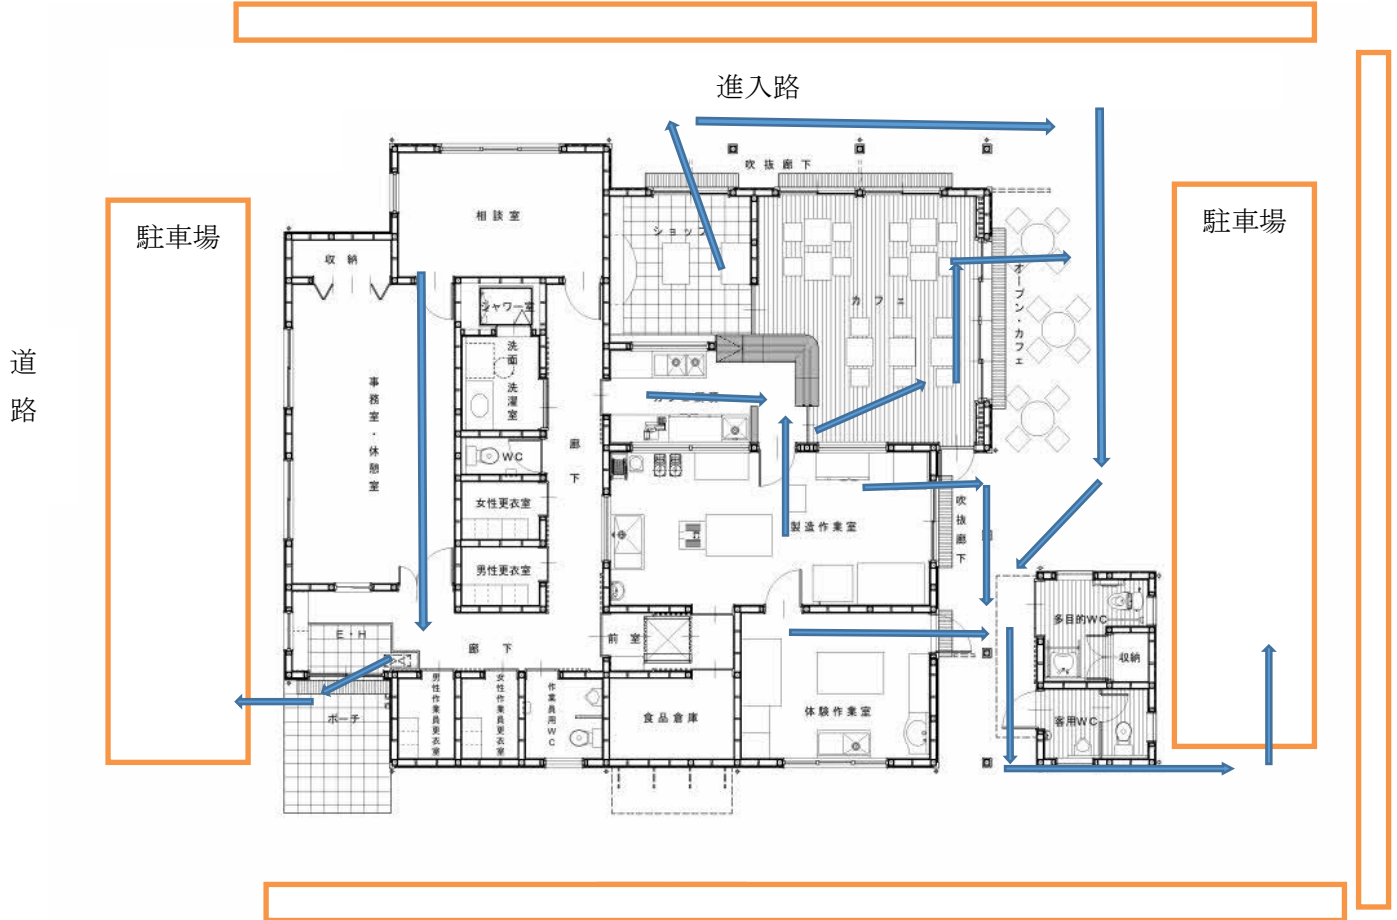 進入路
吹抜廊下
相談室
ショップ
駐車場
駐車場
収納
シャワー室
カフェ
オープン・カフェ
洗面・洗濯室
道路
事務室・休憩室
廊下
WC
女性更衣室
製造作業室
吹抜廊下
男性更衣室
多目的WC
E・H
前室
廊下
収納
ポーチ
男性作業員更衣室
女性作業員更衣室
作業員用WC
食品倉庫
体験作業室
客用WC